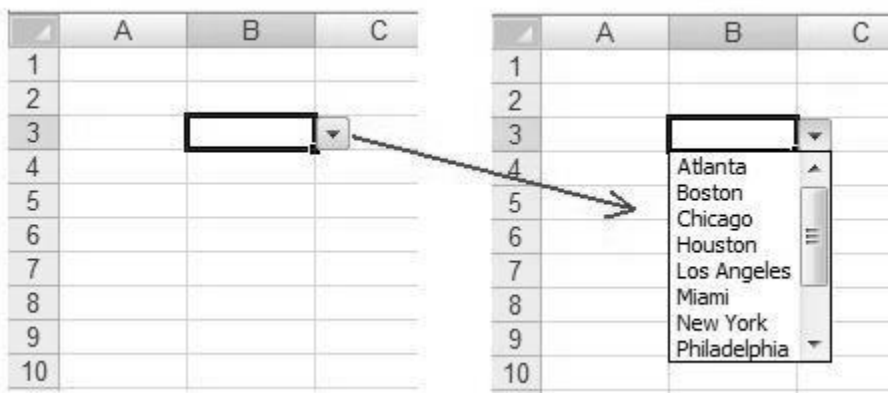 A B C
1
2
3
4
5
6
7
8
9
10
A B C
1
2
3
4
5
6
7
8
9
10
Atlanta
Boston
Chicago
Houston
Los Angeles
Miami
New York
Philadelphia